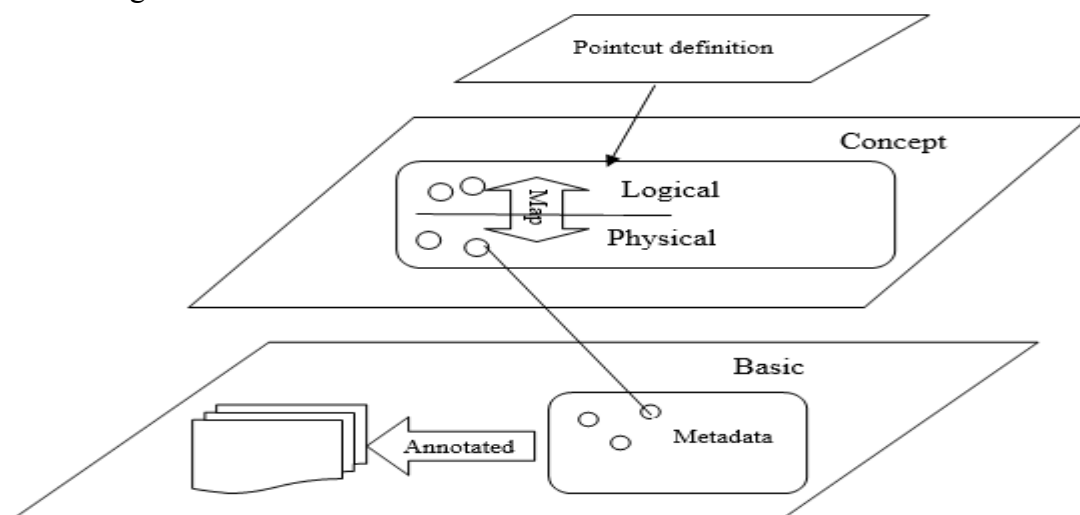 Pointcut definition
Concept
Logical
Map
Physical
Basic
Annotated
Metadata